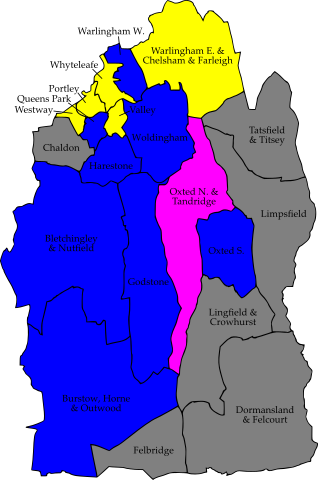 Warlingham W.
Whyteleafe
Warlingham E. &
Chelsham & Farleigh
Portley
Queens Park
Westway
Valley
Woldingham
Chaldon
Harestone
Tatsfield
& Titsey
Oxted N. &
Tandridge
Limpsfield
Bletchingley
& Nutfield
Oxted S.
Godstone
Lingfield &
Crowhurst
Burstow, Horne
& Outwood
Dormansland
& Felcourt
Felbridge